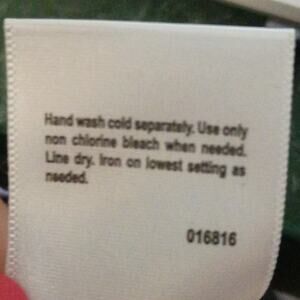 Hand wash cold separately. Use only
non chlorine bleach when needed.
Line dry. Iron on lowest setting as
needed.
016816